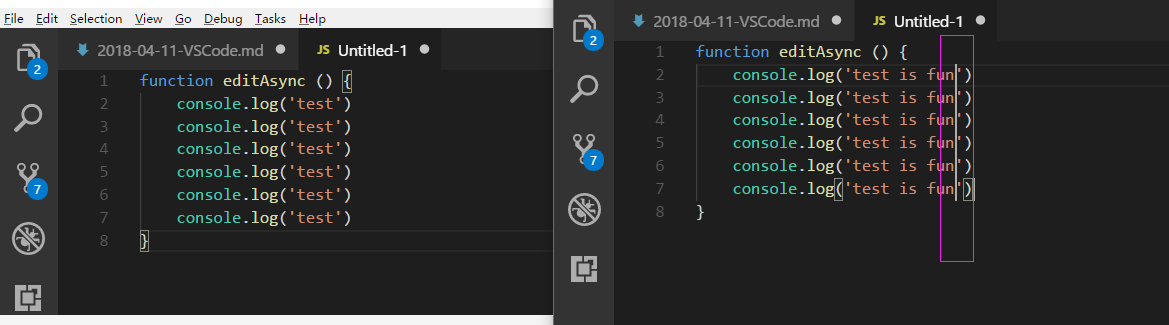 File Edit Selection View Go Debug Tasks Help
2018-04-11-VSCode.md JS Untitled-1
1 function editAsync () {
2 console.log('test')
3 console.log('test')
4 console.log('test')
5 console.log('test')
6 console.log('test')
7 console.log('test')
8 }
2
7
2018-04-11-VSCode.md JS Untitled-1
1 function editAsync () {
2 console.log('test is fun')
3 console.log('test is fun')
4 console.log('test is fun')
5 console.log('test is fun')
6 console.log('test is fun')
7 console.log('test is fun')
8 }
2
7